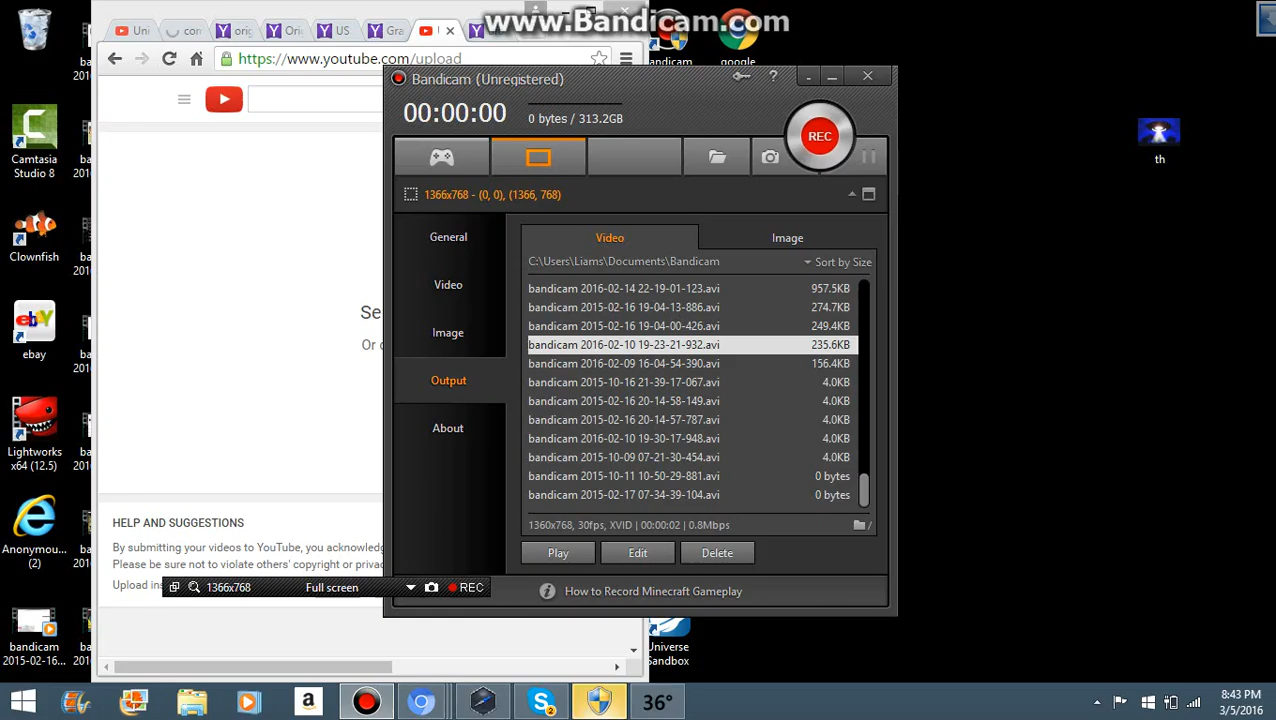 www.Bandicam.com
Uni
con
orig
Ori
US
Gra
https://www.youtube.com/upload
bandicam
google
Bandicam (Unregistered)
00:00:00
0 bytes / 313.2GB
REC
1366x768 - (0, 0), (1366, 768)
General
Video
Image
Output
About
Video
Image
C:\Users\Liams\Documents\Bandicam
Sort by Size
bandicam 2016-02-14 22-19-01-123.avi 957.5KB
bandicam 2015-02-16 19-04-13-886.avi 274.7KB
bandicam 2015-02-16 19-04-00-426.avi 249.4KB
bandicam 2016-02-10 19-23-21-932.avi 235.6KB
bandicam 2016-02-09 16-04-54-390.avi 156.4KB
bandicam 2015-10-16 21-39-17-067.avi 4.0KB
bandicam 2015-02-16 20-14-58-149.avi 4.0KB
bandicam 2015-02-16 20-14-57-787.avi 4.0KB
bandicam 2016-02-10 19-30-17-948.avi 4.0KB
bandicam 2015-10-09 07-21-30-454.avi 4.0KB
bandicam 2015-10-11 10-50-29-881.avi 0 bytes
bandicam 2015-02-17 07-34-39-104.avi 0 bytes
1360x768, 30fps, XVID | 00:00:02 | 0.8Mbps
Play
Edit
Delete
How to Record Minecraft Gameplay
Se
Or
HELP AND SUGGESTIONS
By submitting your videos to YouTube, you acknowledg
Please be sure not to violate others' copyright or privac
Upload ins
1366x768
Full screen
REC
Camtasia
Studio 8
Clownfish
ebay
Lightworks
x64 (12.5)
Anonymou...
(2)
bandicam
2015-02-16...
th
Universe
Sandbox
36°
8:43 PM
3/5/2016